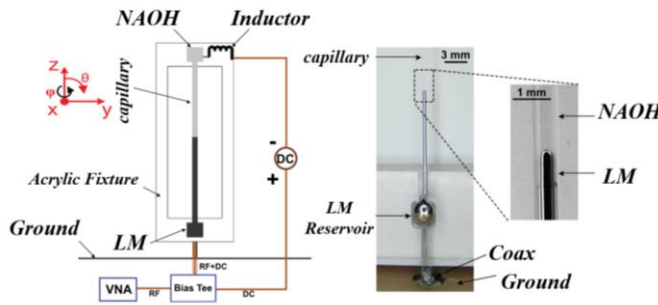 NAOH
Inductor
z
θ
φ
x
y
capillary
-
DC
+
Acrylic Fixture
Ground
LM
RF+DC
VNA
RF
Bias Tee
DC
capillary
3 mm
1 mm
NAOH
LM
LM
Reservoir
Coax
Ground